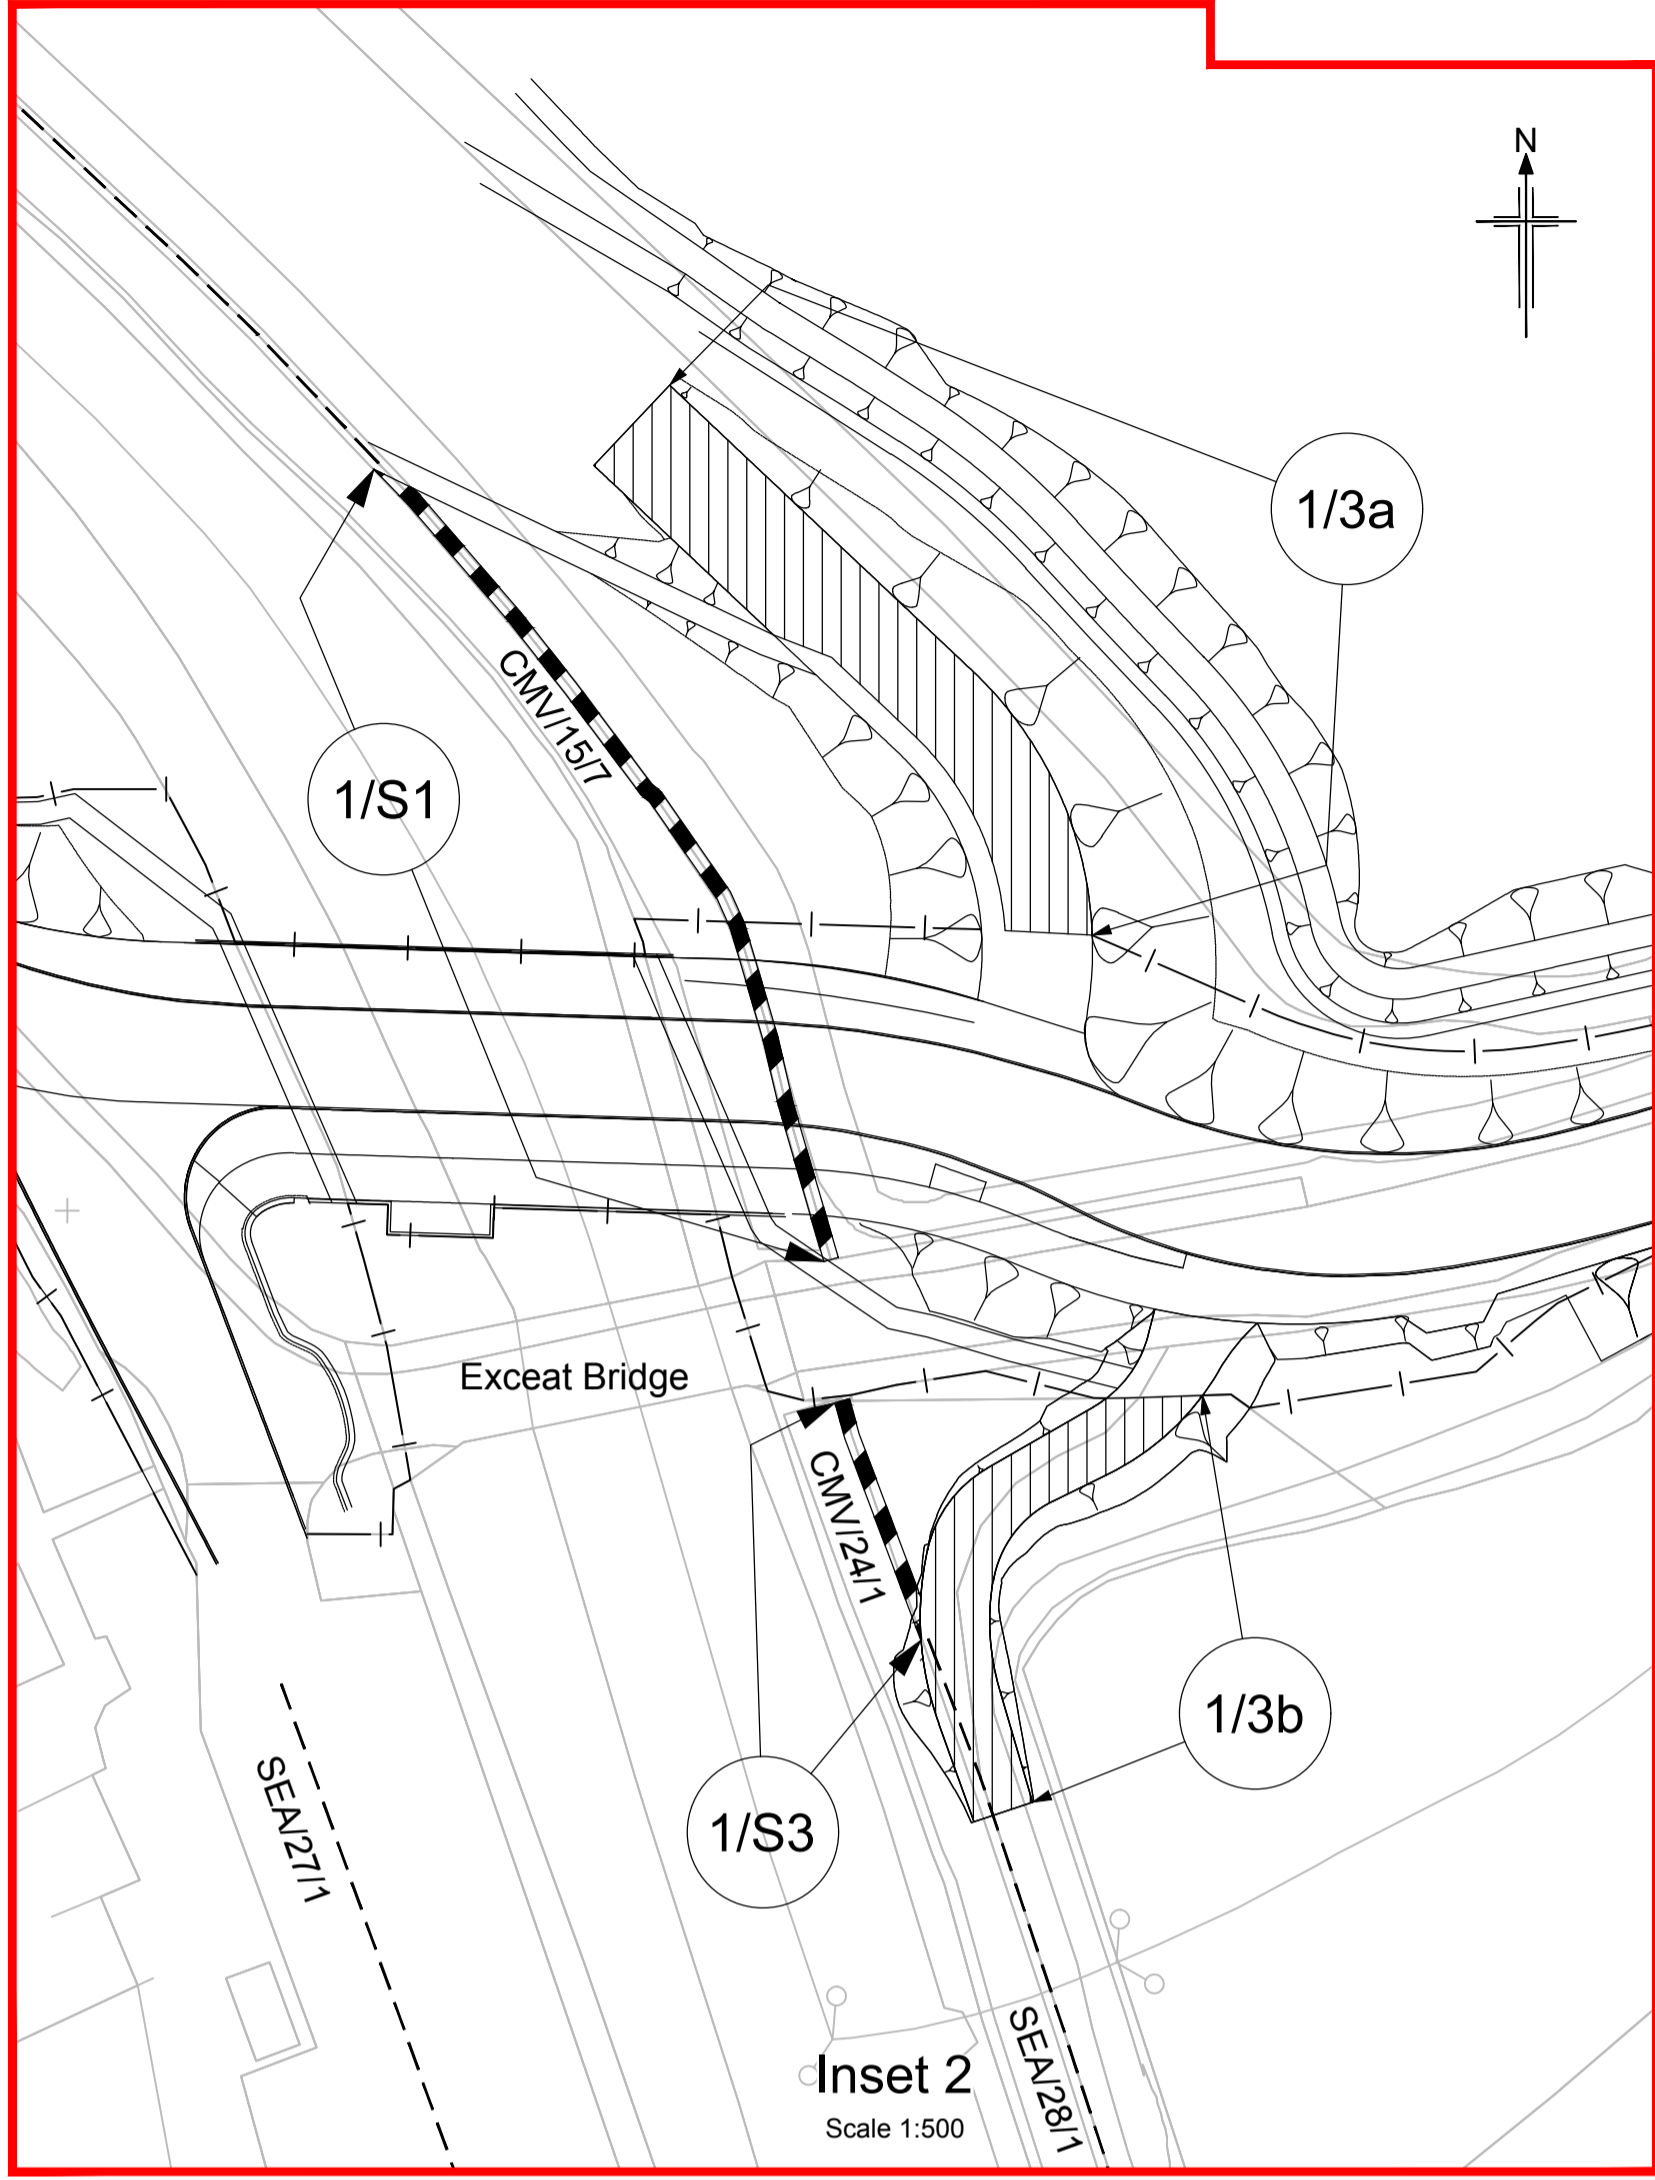 N
1/3a
CMV/15/7
1/S1
Exceat Bridge
CMV/24/1
1/3b
SEA/27/1
1/S3
SEA/28/1
Inset 2
Scale 1:500